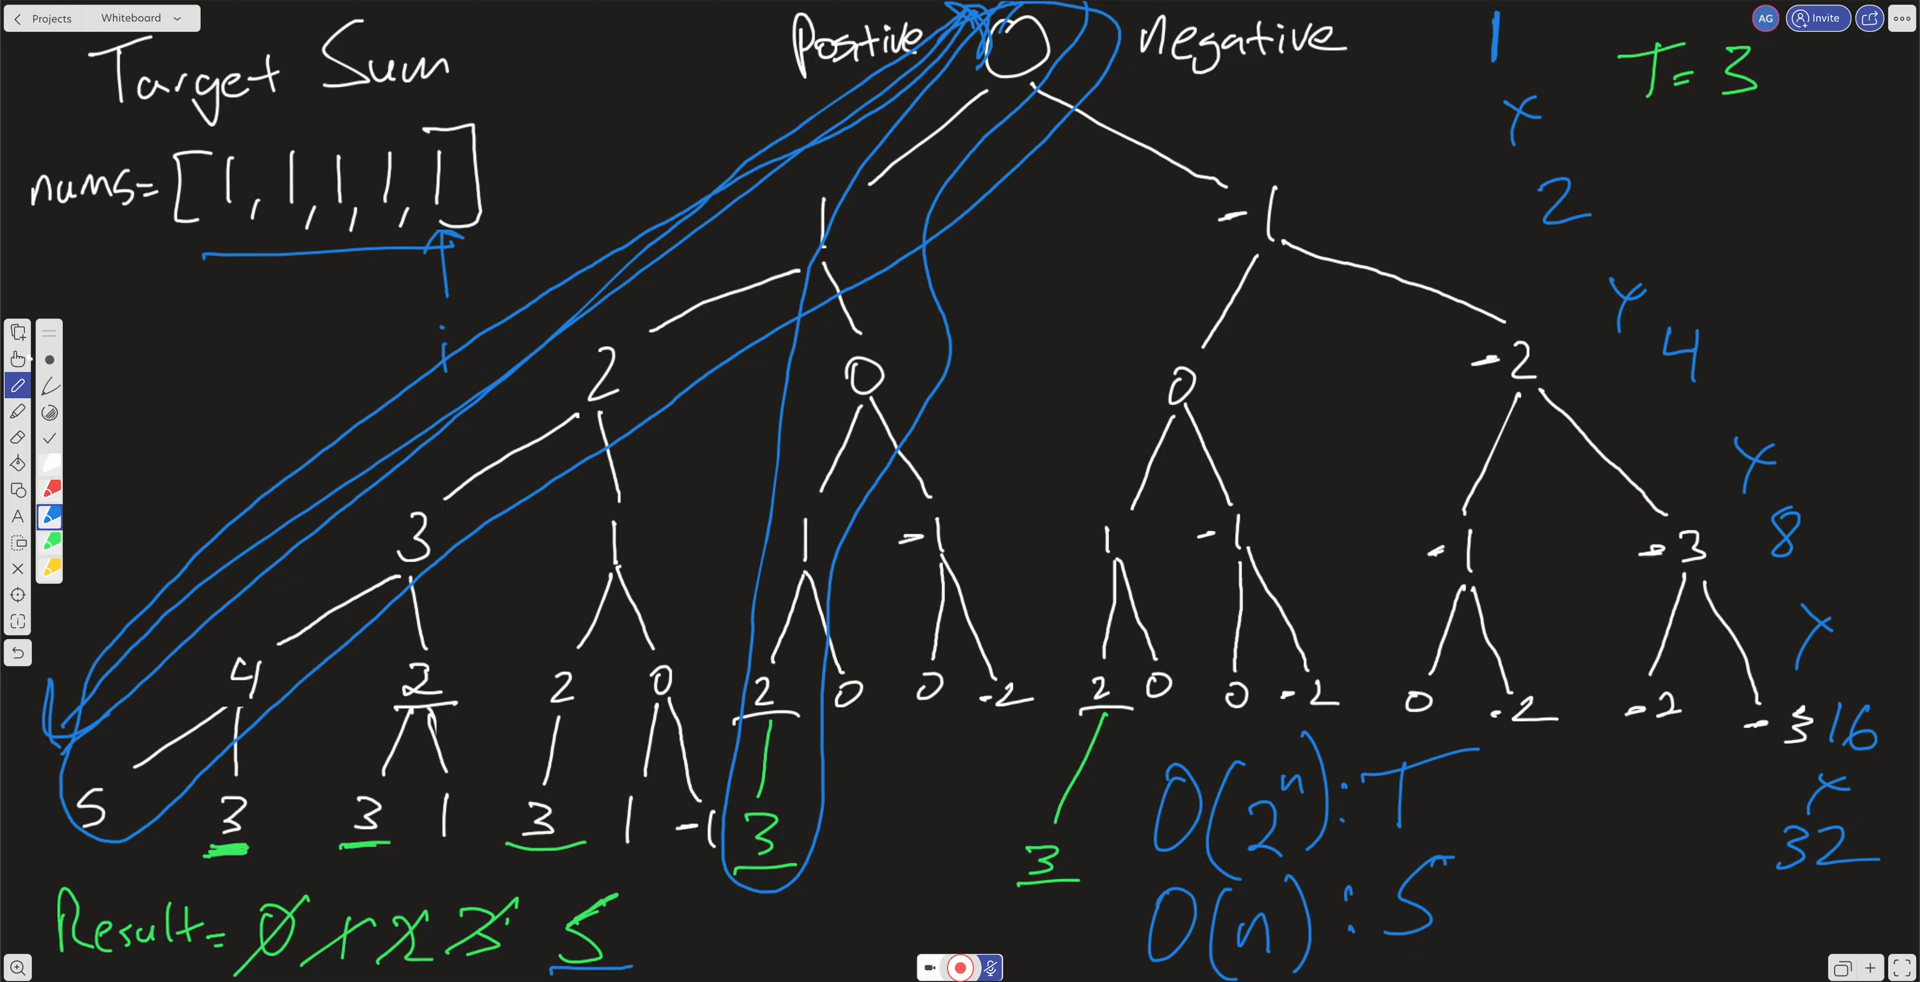 Projects Whiteboard
AG Invite
Target Sum
Positive 0 Negative
T= 3
nums= [1, 1, 1, 1, 1]
i
1 -1
2 0 0 -2
3 1 1 -1 1 -1 -1 -3
4 2 2 0 2 0 0 -2 2 0 0 -2 0 -2 -2 -3
5 3 3 1 3 1 -1 3 3
1
x
2
x
4
x
8
x
16
x
32
O(2ⁿ): T
O(n): S
Result= 0 1 2 3 5
A